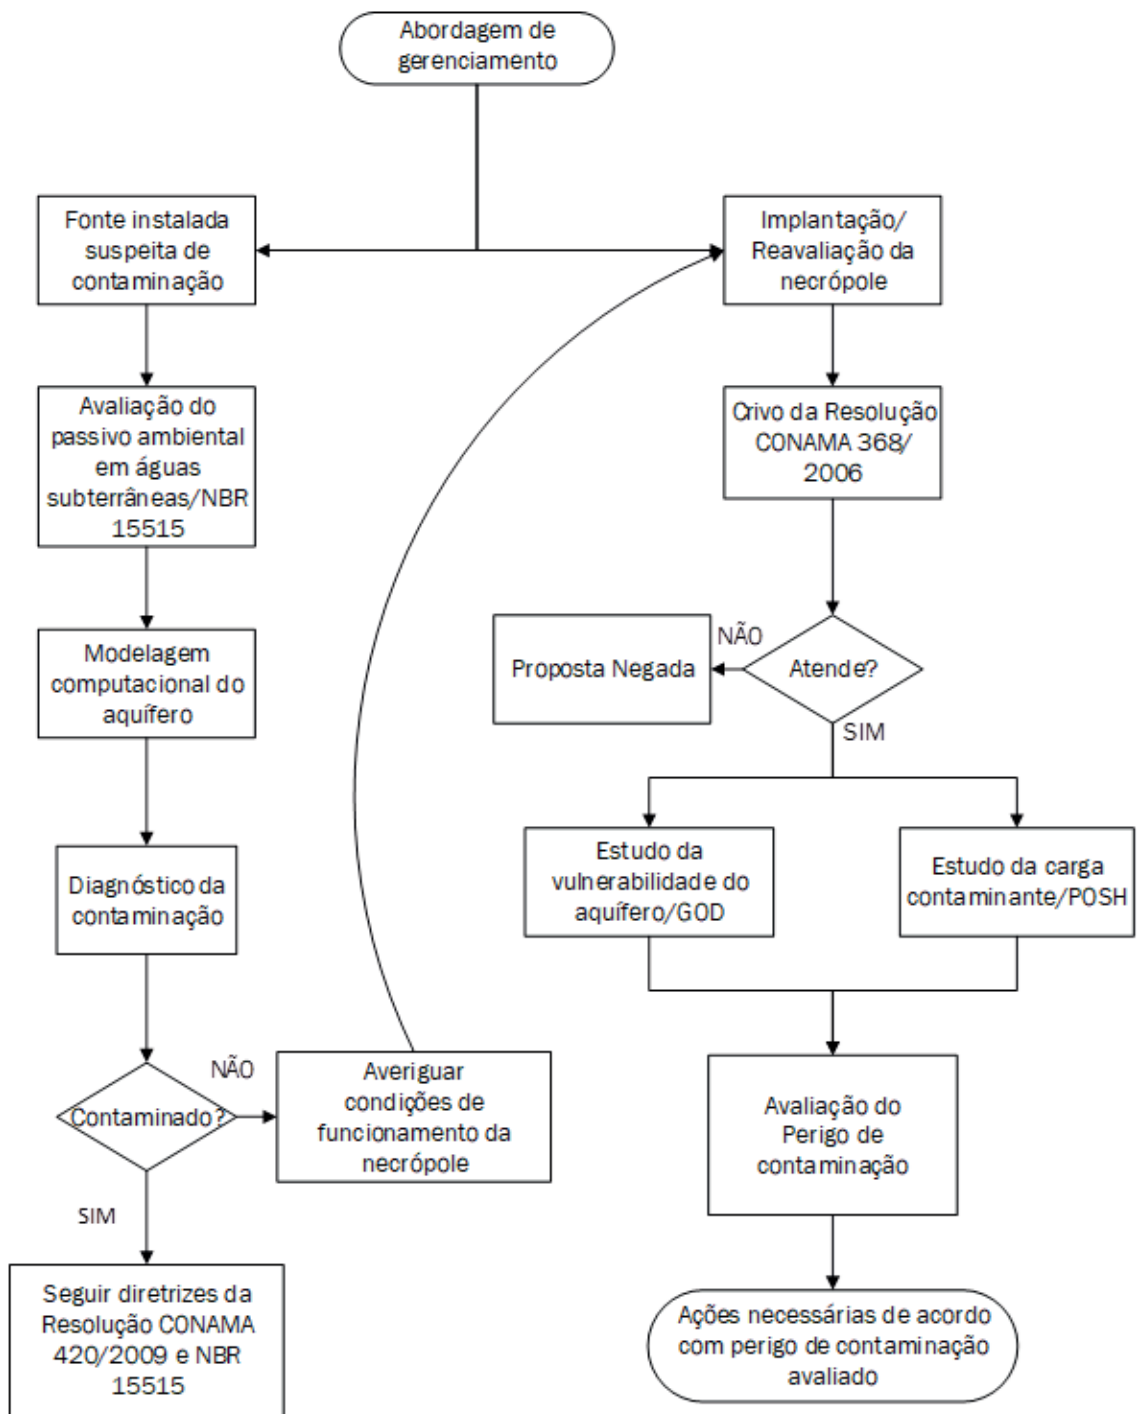 Abordagem de
gerenciamento
Fonte instalada
suspeita de
contaminação
Implantação/
Reavaliação da
necrópole
Avaliação do
passivo ambiental
em águas
subterrâneas/NBR
15515
Crivo da Resolução
CONAMA 368/
2006
Modelagem
computacional do
aquífero
NÃO
Proposta Negada
Atende?
SIM
Diagnóstico da
contaminação
Estudo da
vulnerabilidade do
aquífero/GOD
Estudo da carga
contaminante/POSH
Contaminado?
NÃO
Averiguar
condições de
funcionamento da
necrópole
Avaliação do
Perigo de
contaminação
SIM
Seguir diretrizes da
Resolução CONAMA
420/2009 e NBR
15515
Ações necessárias de acordo
com perigo de contaminação
avaliado